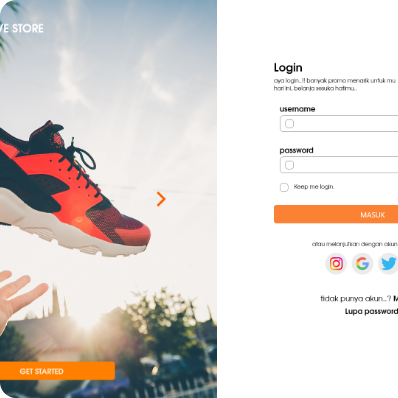 VE STORE
Login
ayo login..!! banyak promo menarik untuk mu
hari ini, belanja sesuka hatimu..
username
password
Keep me login.
MASUK
atau melanjutkan dengan akun
tidak punya akun..? M
Lupa password
GET STARTED